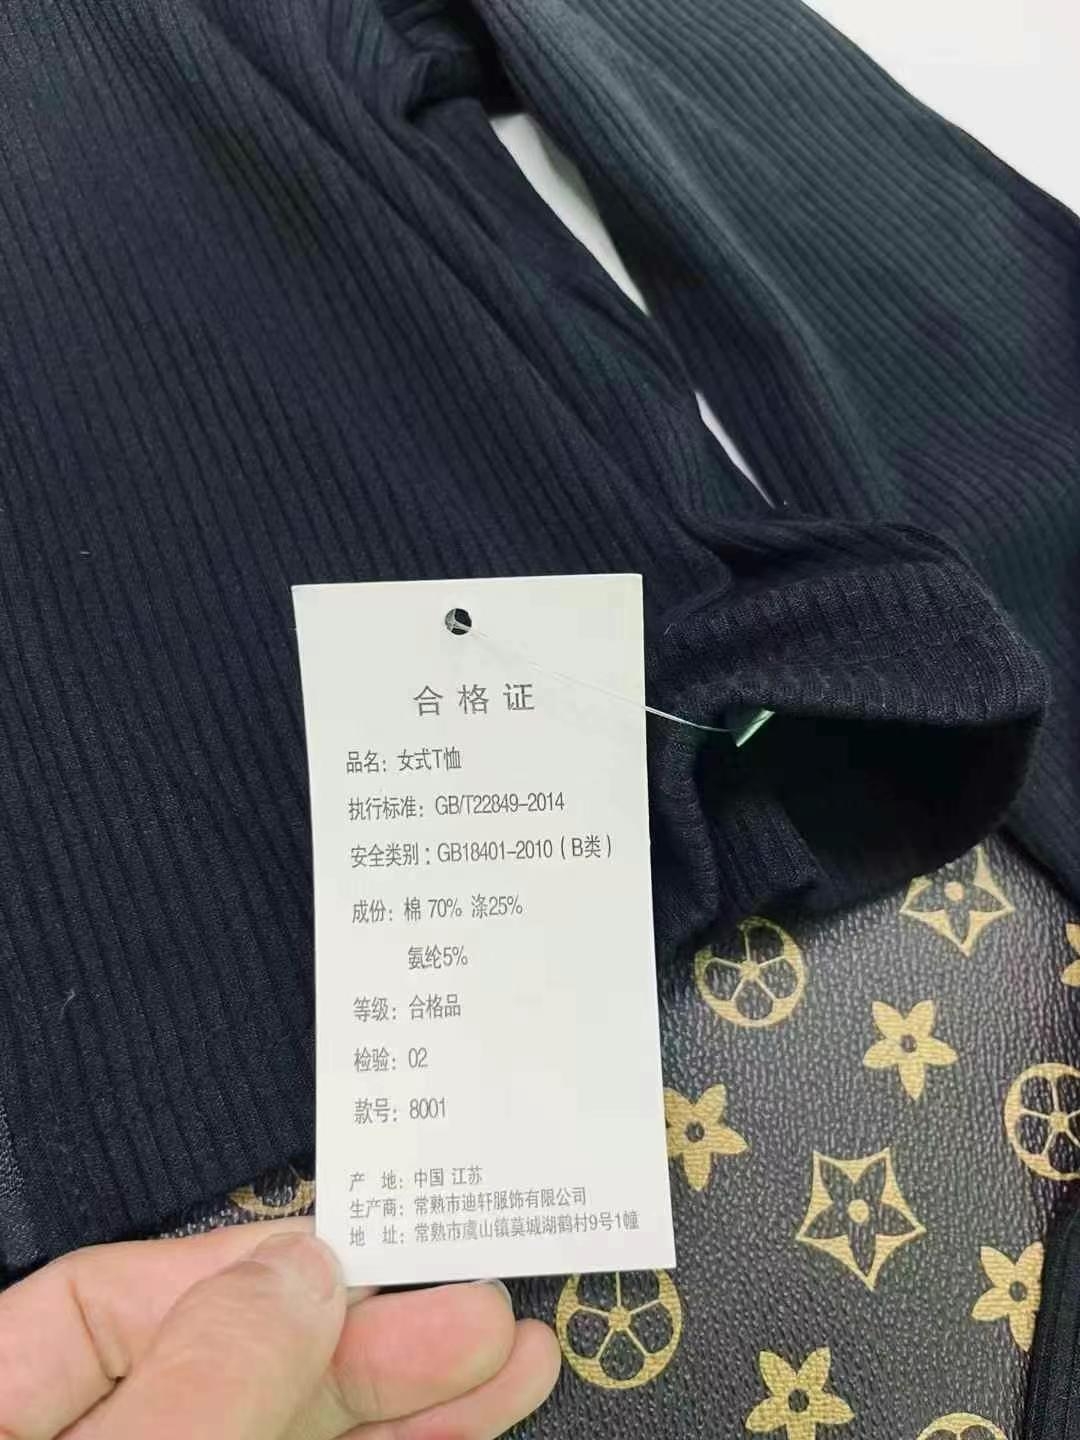 合格证
品名：女式T恤
执行标准：GB/T22849-2014
安全类别：GB18401-2010（B类）
成份：棉 70% 涤25%
氨纶5%
等级：合格品
检验：02
款号：8001
产 地：中国 江苏
生产商：常熟市迪轩服饰有限公司
地 址：常熟市虞山镇莫城湖鹤村9号1幢